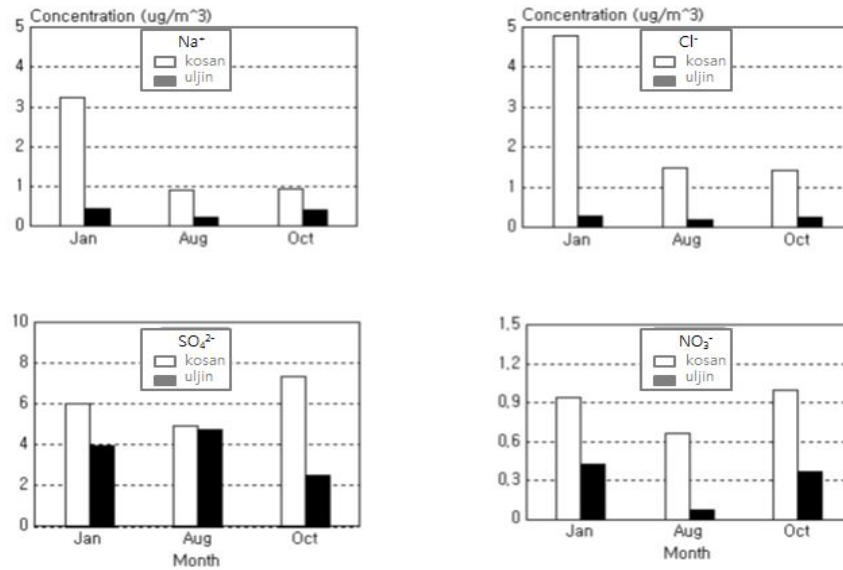 Concentration (ug/m^3)
5
4
3
2
1
0
Na⁺
kosan
uljin
Jan Aug Oct
Concentration (ug/m^3)
5
4
3
2
1
0
Cl⁻
kosan
uljin
Jan Aug Oct
10
8
6
4
2
0
SO₄²⁻
kosan
uljin
Jan Aug Oct
Month
1,5
1,2
0,9
0,6
0,3
0
NO₃⁻
kosan
uljin
Jan Aug Oct
Month